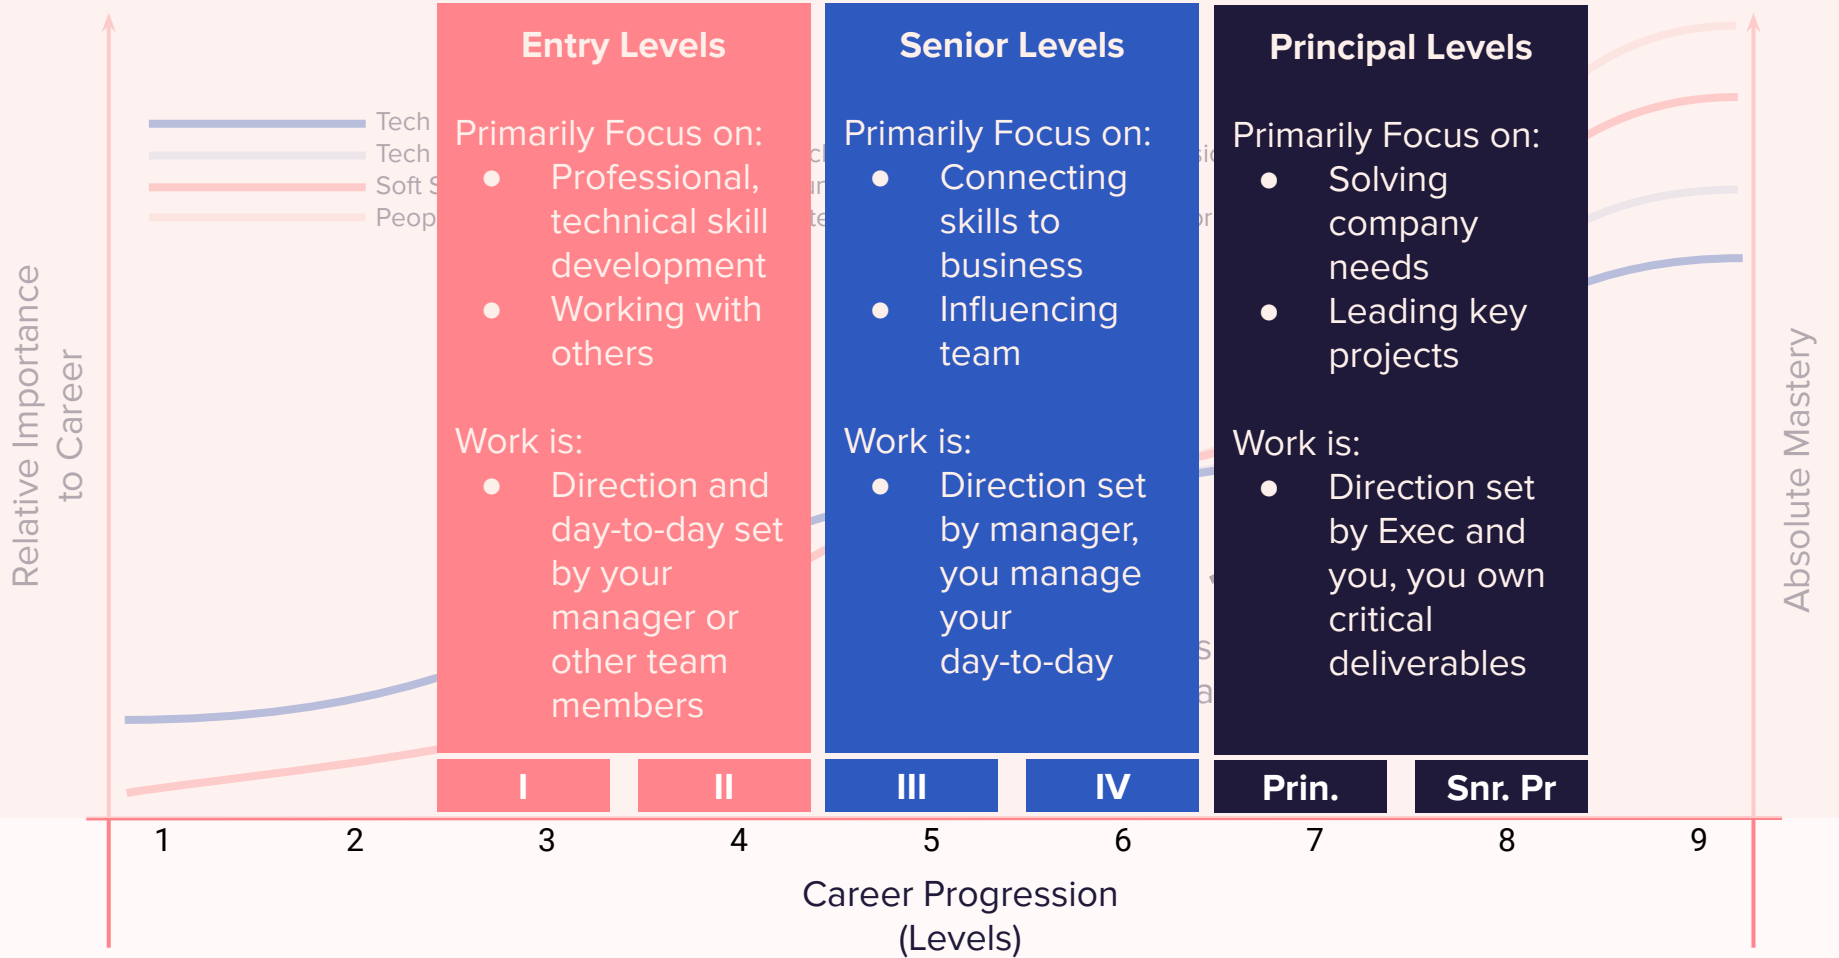 Entry Levels
Primarily Focus on:
● Professional,
technical skill
development
● Working with
others
Work is:
● Direction and
day-to-day set
by your
manager or
other team
members
I
II
Senior Levels
Primarily Focus on:
● Connecting
skills to
business
● Influencing
team
Work is:
● Direction set
by manager,
you manage
your
day-to-day
III
IV
Principal Levels
Primarily Focus on:
● Solving
company
needs
● Leading key
projects
Work is:
● Direction set
by Exec and
you, you own
critical
deliverables
Prin.
Snr. Pr
Tech
Tech
Soft
Relative Importance
to Career
Absolute Mastery
1 2 3 4 5 6 7 8 9
Career Progression
(Levels)